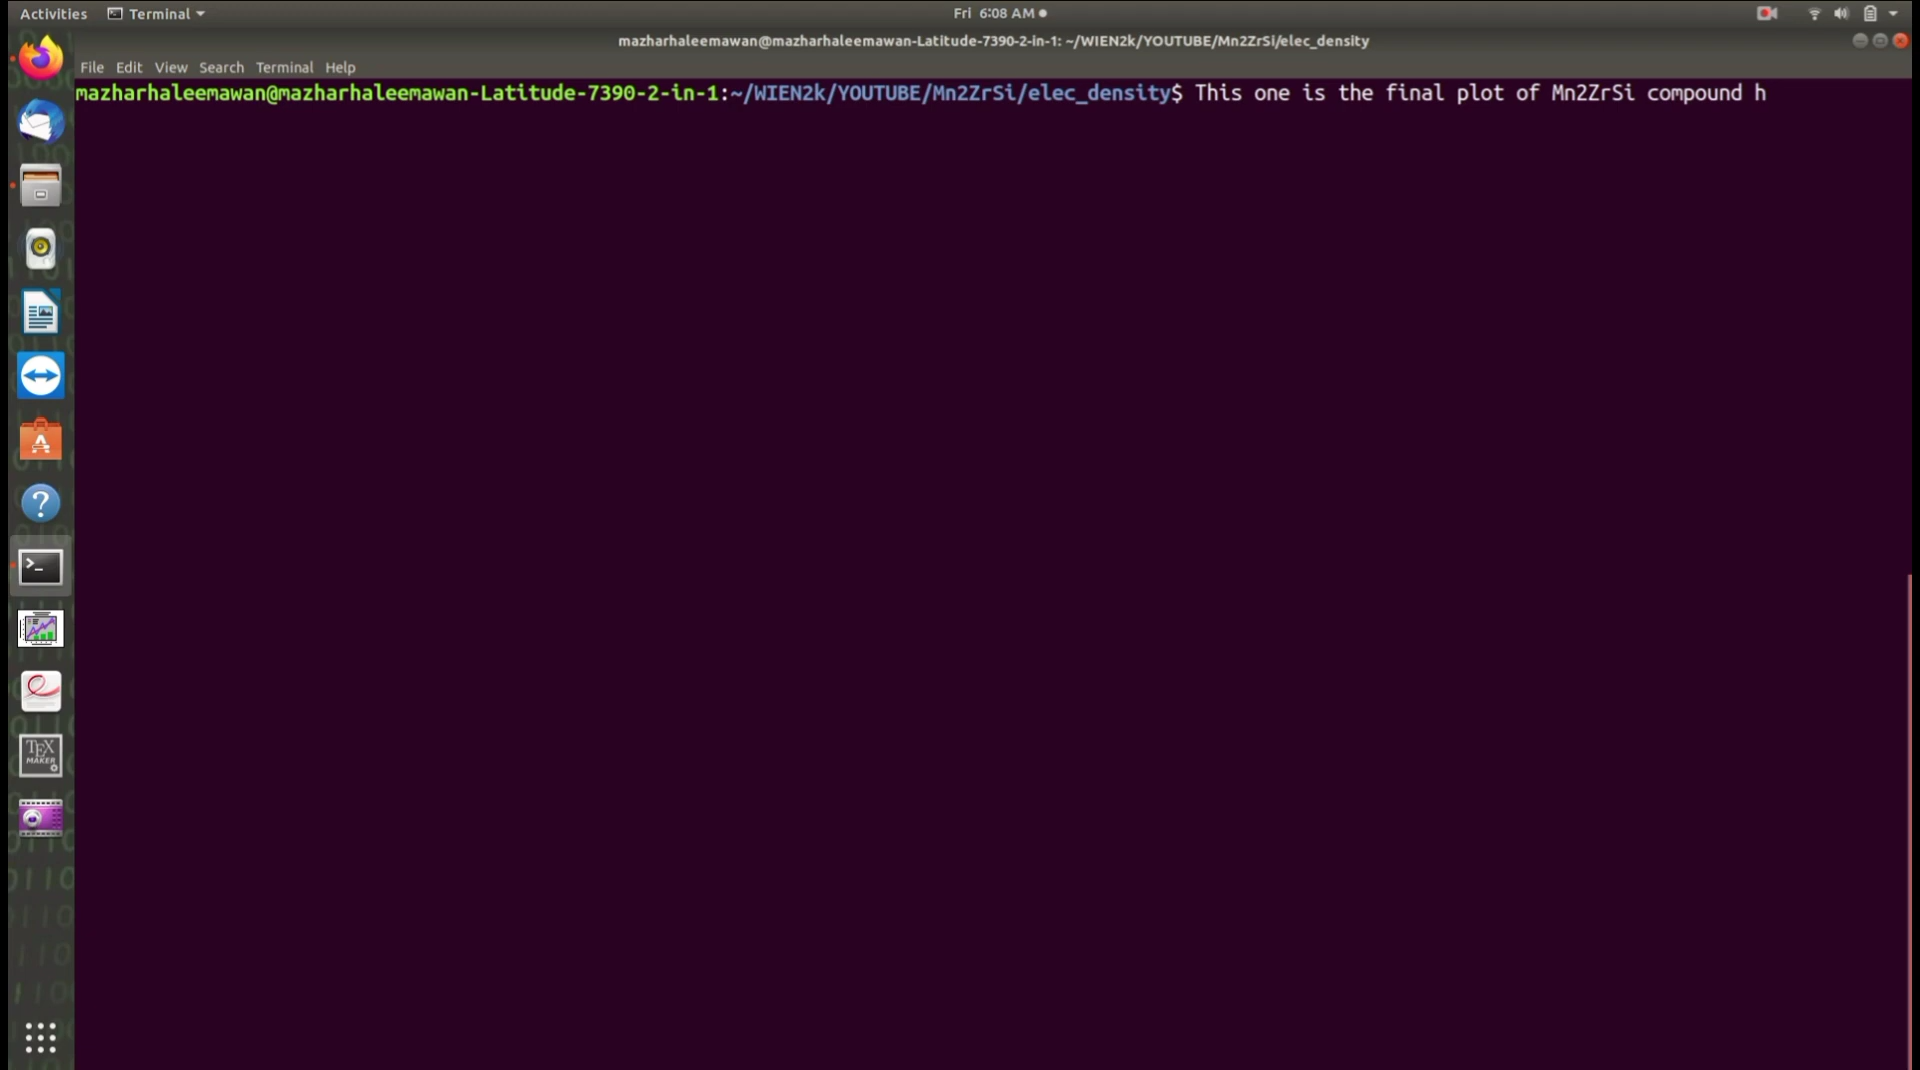 Activities Terminal Fri 6:08 AM
mazharhaleemawan@mazharhaleemawan-Latitude-7390-2-in-1: ~/WIEN2k/YOUTUBE/Mn2ZrSi/elec_density
File Edit View Search Terminal Help
mazharhaleemawan@mazharhaleemawan-Latitude-7390-2-in-1:~/WIEN2k/YOUTUBE/Mn2ZrSi/elec_density$ This one is the final plot of Mn2ZrSi compound h
TEX
MAKER